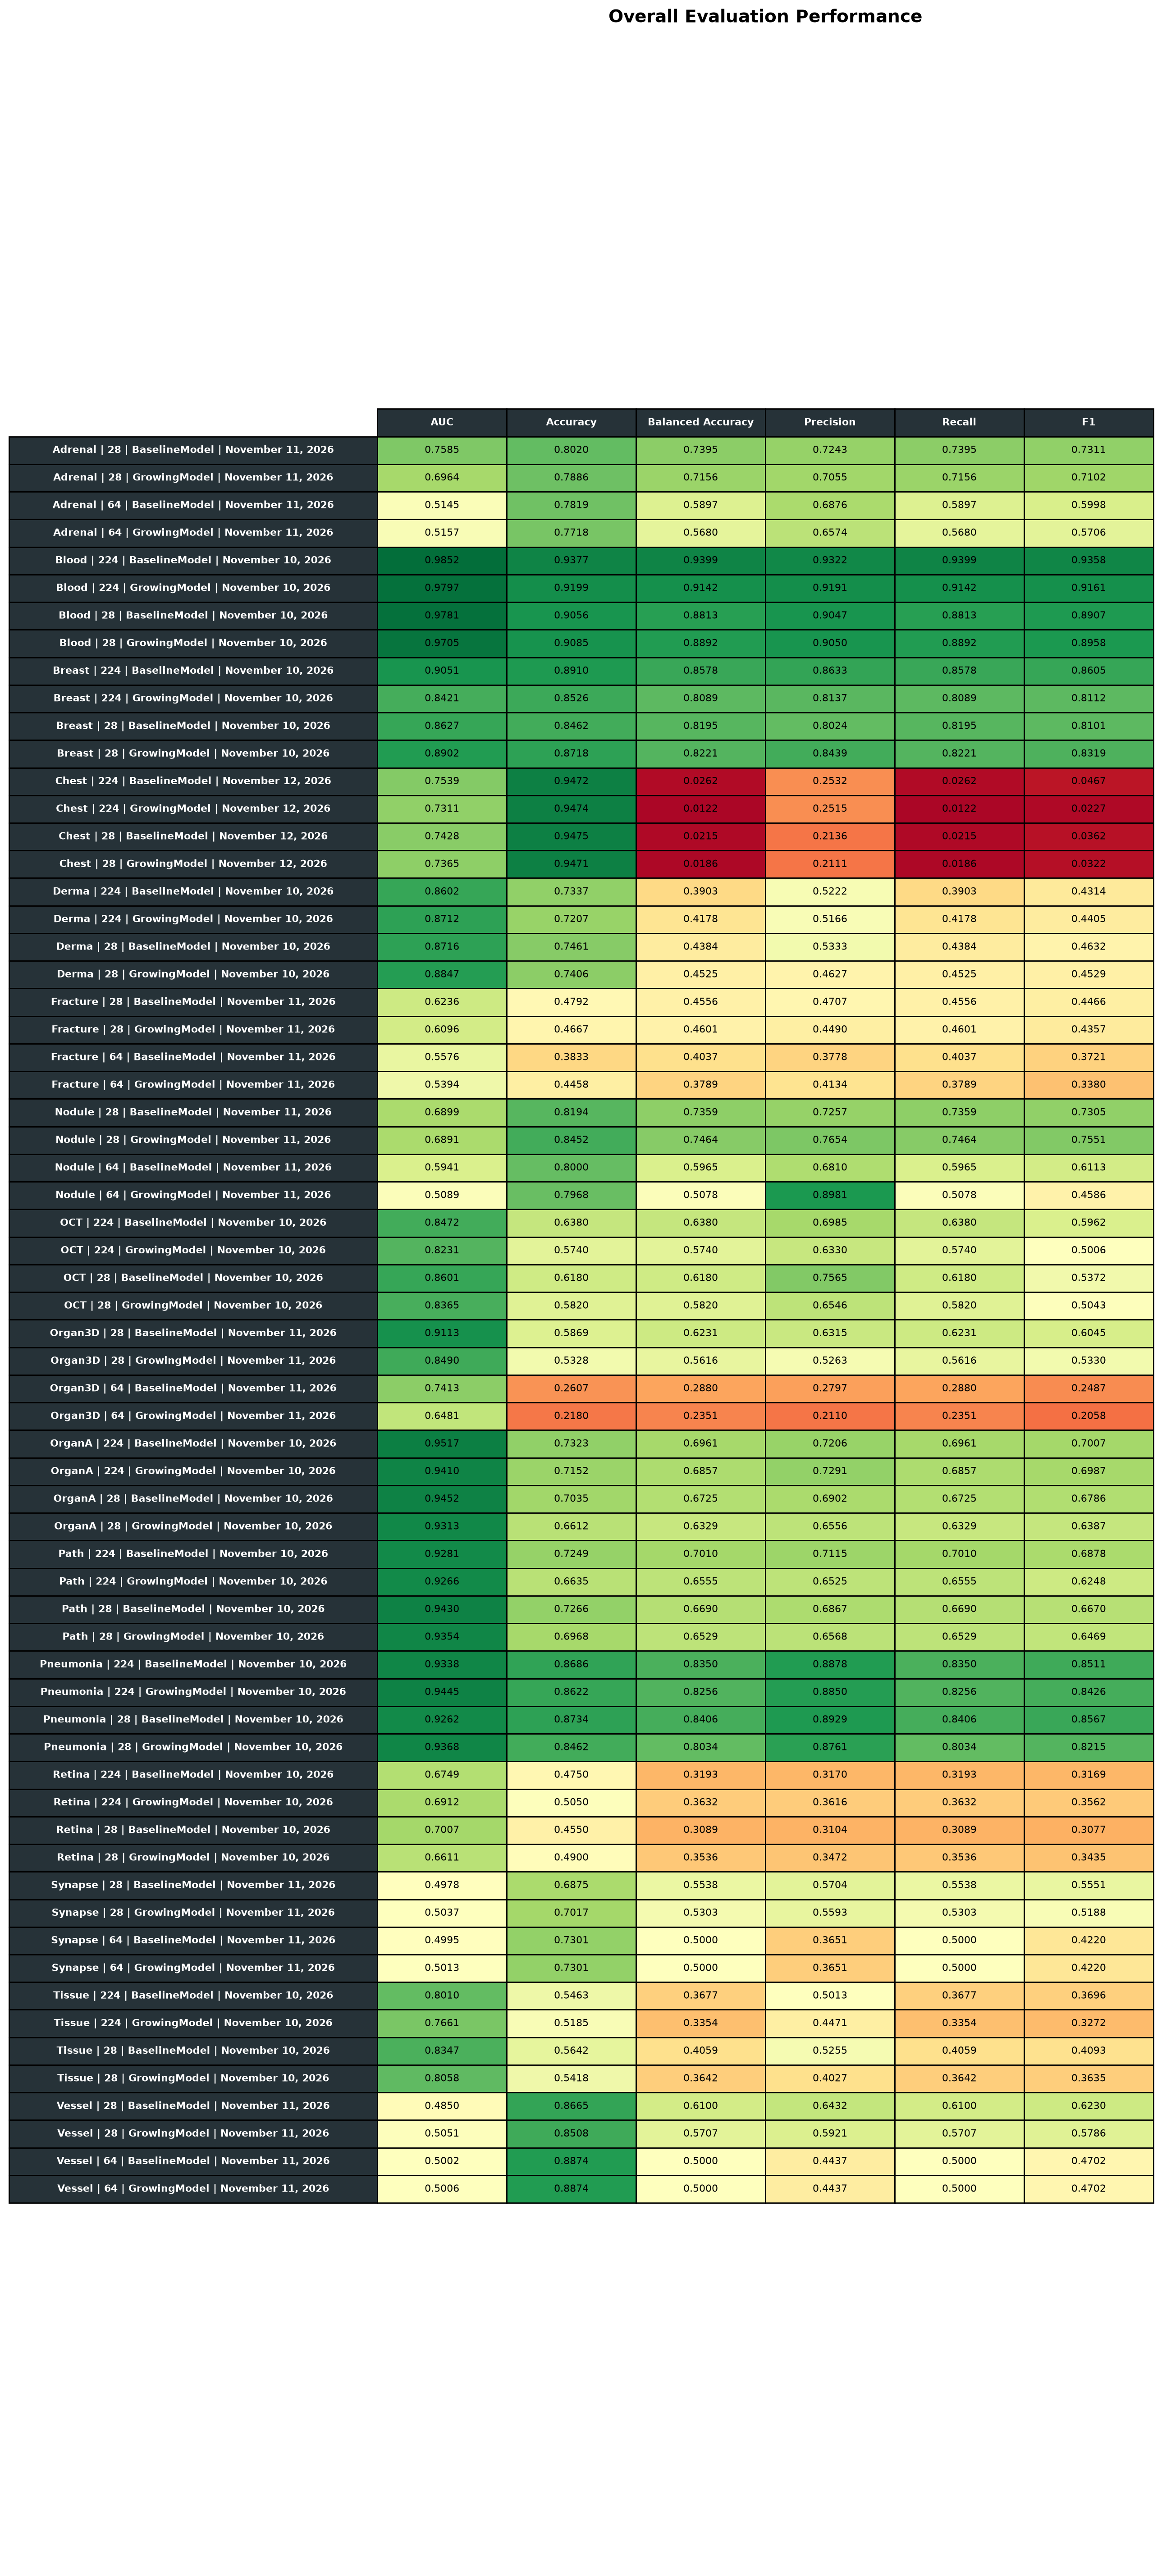 Overall Evaluation Performance
AUC Accuracy Balanced Accuracy Precision Recall F1
Adrenal | 28 | BaselineModel | November 11, 2026 0.7585 0.8020 0.7395 0.7243 0.7395 0.7311
Adrenal | 28 | GrowingModel | November 11, 2026 0.6964 0.7886 0.7156 0.7055 0.7156 0.7102
Adrenal | 64 | BaselineModel | November 11, 2026 0.5145 0.7819 0.5897 0.6876 0.5897 0.5998
Adrenal | 64 | GrowingModel | November 11, 2026 0.5157 0.7718 0.5680 0.6574 0.5680 0.5706
Blood | 224 | BaselineModel | November 10, 2026 0.9852 0.9377 0.9399 0.9322 0.9399 0.9358
Blood | 224 | GrowingModel | November 10, 2026 0.9797 0.9199 0.9142 0.9191 0.9142 0.9161
Blood | 28 | BaselineModel | November 10, 2026 0.9781 0.9056 0.8813 0.9047 0.8813 0.8907
Blood | 28 | GrowingModel | November 10, 2026 0.9705 0.9085 0.8892 0.9050 0.8892 0.8958
Breast | 224 | BaselineModel | November 10, 2026 0.9051 0.8910 0.8578 0.8633 0.8578 0.8605
Breast | 224 | GrowingModel | November 10, 2026 0.8421 0.8526 0.8089 0.8137 0.8089 0.8112
Breast | 28 | BaselineModel | November 10, 2026 0.8627 0.8462 0.8195 0.8024 0.8195 0.8101
Breast | 28 | GrowingModel | November 10, 2026 0.8902 0.8718 0.8221 0.8439 0.8221 0.8319
Chest | 224 | BaselineModel | November 12, 2026 0.7539 0.9472 0.0262 0.2532 0.0262 0.0467
Chest | 224 | GrowingModel | November 12, 2026 0.7311 0.9474 0.0122 0.2515 0.0122 0.0227
Chest | 28 | BaselineModel | November 12, 2026 0.7428 0.9475 0.0215 0.2136 0.0215 0.0362
Chest | 28 | GrowingModel | November 12, 2026 0.7365 0.9471 0.0186 0.2111 0.0186 0.0322
Derma | 224 | BaselineModel | November 10, 2026 0.8602 0.7337 0.3903 0.5222 0.3903 0.4314
Derma | 224 | GrowingModel | November 10, 2026 0.8712 0.7207 0.4178 0.5166 0.4178 0.4405
Derma | 28 | BaselineModel | November 10, 2026 0.8716 0.7461 0.4384 0.5333 0.4384 0.4632
Derma | 28 | GrowingModel | November 10, 2026 0.8847 0.7406 0.4525 0.4627 0.4525 0.4529
Fracture | 28 | BaselineModel | November 11, 2026 0.6236 0.4792 0.4556 0.4707 0.4556 0.4466
Fracture | 28 | GrowingModel | November 11, 2026 0.6096 0.4667 0.4601 0.4490 0.4601 0.4357
Fracture | 64 | BaselineModel | November 11, 2026 0.5576 0.3833 0.4037 0.3778 0.4037 0.3721
Fracture | 64 | GrowingModel | November 11, 2026 0.5394 0.4458 0.3789 0.4134 0.3789 0.3380
Nodule | 28 | BaselineModel | November 11, 2026 0.6899 0.8194 0.7359 0.7257 0.7359 0.7305
Nodule | 28 | GrowingModel | November 11, 2026 0.6891 0.8452 0.7464 0.7654 0.7464 0.7551
Nodule | 64 | BaselineModel | November 11, 2026 0.5941 0.8000 0.5965 0.6810 0.5965 0.6113
Nodule | 64 | GrowingModel | November 11, 2026 0.5089 0.7968 0.5078 0.8981 0.5078 0.4586
OCT | 224 | BaselineModel | November 10, 2026 0.8472 0.6380 0.6380 0.6985 0.6380 0.5962
OCT | 224 | GrowingModel | November 10, 2026 0.8231 0.5740 0.5740 0.6330 0.5740 0.5006
OCT | 28 | BaselineModel | November 10, 2026 0.8601 0.6180 0.6180 0.7565 0.6180 0.5372
OCT | 28 | GrowingModel | November 10, 2026 0.8365 0.5820 0.5820 0.6546 0.5820 0.5043
Organ3D | 28 | BaselineModel | November 11, 2026 0.9113 0.5869 0.6231 0.6315 0.6231 0.6045
Organ3D | 28 | GrowingModel | November 11, 2026 0.8490 0.5328 0.5616 0.5263 0.5616 0.5330
Organ3D | 64 | BaselineModel | November 11, 2026 0.7413 0.2607 0.2880 0.2797 0.2880 0.2487
Organ3D | 64 | GrowingModel | November 11, 2026 0.6481 0.2180 0.2351 0.2110 0.2351 0.2058
OrganA | 224 | BaselineModel | November 10, 2026 0.9517 0.7323 0.6961 0.7206 0.6961 0.7007
OrganA | 224 | GrowingModel | November 10, 2026 0.9410 0.7152 0.6857 0.7291 0.6857 0.6987
OrganA | 28 | BaselineModel | November 10, 2026 0.9452 0.7035 0.6725 0.6902 0.6725 0.6786
OrganA | 28 | GrowingModel | November 10, 2026 0.9313 0.6612 0.6329 0.6556 0.6329 0.6387
Path | 224 | BaselineModel | November 10, 2026 0.9281 0.7249 0.7010 0.7115 0.7010 0.6878
Path | 224 | GrowingModel | November 10, 2026 0.9266 0.6635 0.6555 0.6525 0.6555 0.6248
Path | 28 | BaselineModel | November 10, 2026 0.9430 0.7266 0.6690 0.6867 0.6690 0.6670
Path | 28 | GrowingModel | November 10, 2026 0.9354 0.6968 0.6529 0.6568 0.6529 0.6469
Pneumonia | 224 | BaselineModel | November 10, 2026 0.9338 0.8686 0.8350 0.8878 0.8350 0.8511
Pneumonia | 224 | GrowingModel | November 10, 2026 0.9445 0.8622 0.8256 0.8850 0.8256 0.8426
Pneumonia | 28 | BaselineModel | November 10, 2026 0.9262 0.8734 0.8406 0.8929 0.8406 0.8567
Pneumonia | 28 | GrowingModel | November 10, 2026 0.9368 0.8462 0.8034 0.8761 0.8034 0.8215
Retina | 224 | BaselineModel | November 10, 2026 0.6749 0.4750 0.3193 0.3170 0.3193 0.3169
Retina | 224 | GrowingModel | November 10, 2026 0.6912 0.5050 0.3632 0.3616 0.3632 0.3562
Retina | 28 | BaselineModel | November 10, 2026 0.7007 0.4550 0.3089 0.3104 0.3089 0.3077
Retina | 28 | GrowingModel | November 10, 2026 0.6611 0.4900 0.3536 0.3472 0.3536 0.3435
Synapse | 28 | BaselineModel | November 11, 2026 0.4978 0.6875 0.5538 0.5704 0.5538 0.5551
Synapse | 28 | GrowingModel | November 11, 2026 0.5037 0.7017 0.5303 0.5593 0.5303 0.5188
Synapse | 64 | BaselineModel | November 11, 2026 0.4995 0.7301 0.5000 0.3651 0.5000 0.4220
Synapse | 64 | GrowingModel | November 11, 2026 0.5013 0.7301 0.5000 0.3651 0.5000 0.4220
Tissue | 224 | BaselineModel | November 10, 2026 0.8010 0.5463 0.3677 0.5013 0.3677 0.3696
Tissue | 224 | GrowingModel | November 10, 2026 0.7661 0.5185 0.3354 0.4471 0.3354 0.3272
Tissue | 28 | BaselineModel | November 10, 2026 0.8347 0.5642 0.4059 0.5255 0.4059 0.4093
Tissue | 28 | GrowingModel | November 10, 2026 0.8058 0.5418 0.3642 0.4027 0.3642 0.3635
Vessel | 28 | BaselineModel | November 11, 2026 0.4850 0.8665 0.6100 0.6432 0.6100 0.6230
Vessel | 28 | GrowingModel | November 11, 2026 0.5051 0.8508 0.5707 0.5921 0.5707 0.5786
Vessel | 64 | BaselineModel | November 11, 2026 0.5002 0.8874 0.5000 0.4437 0.5000 0.4702
Vessel | 64 | GrowingModel | November 11, 2026 0.5006 0.8874 0.5000 0.4437 0.5000 0.4702